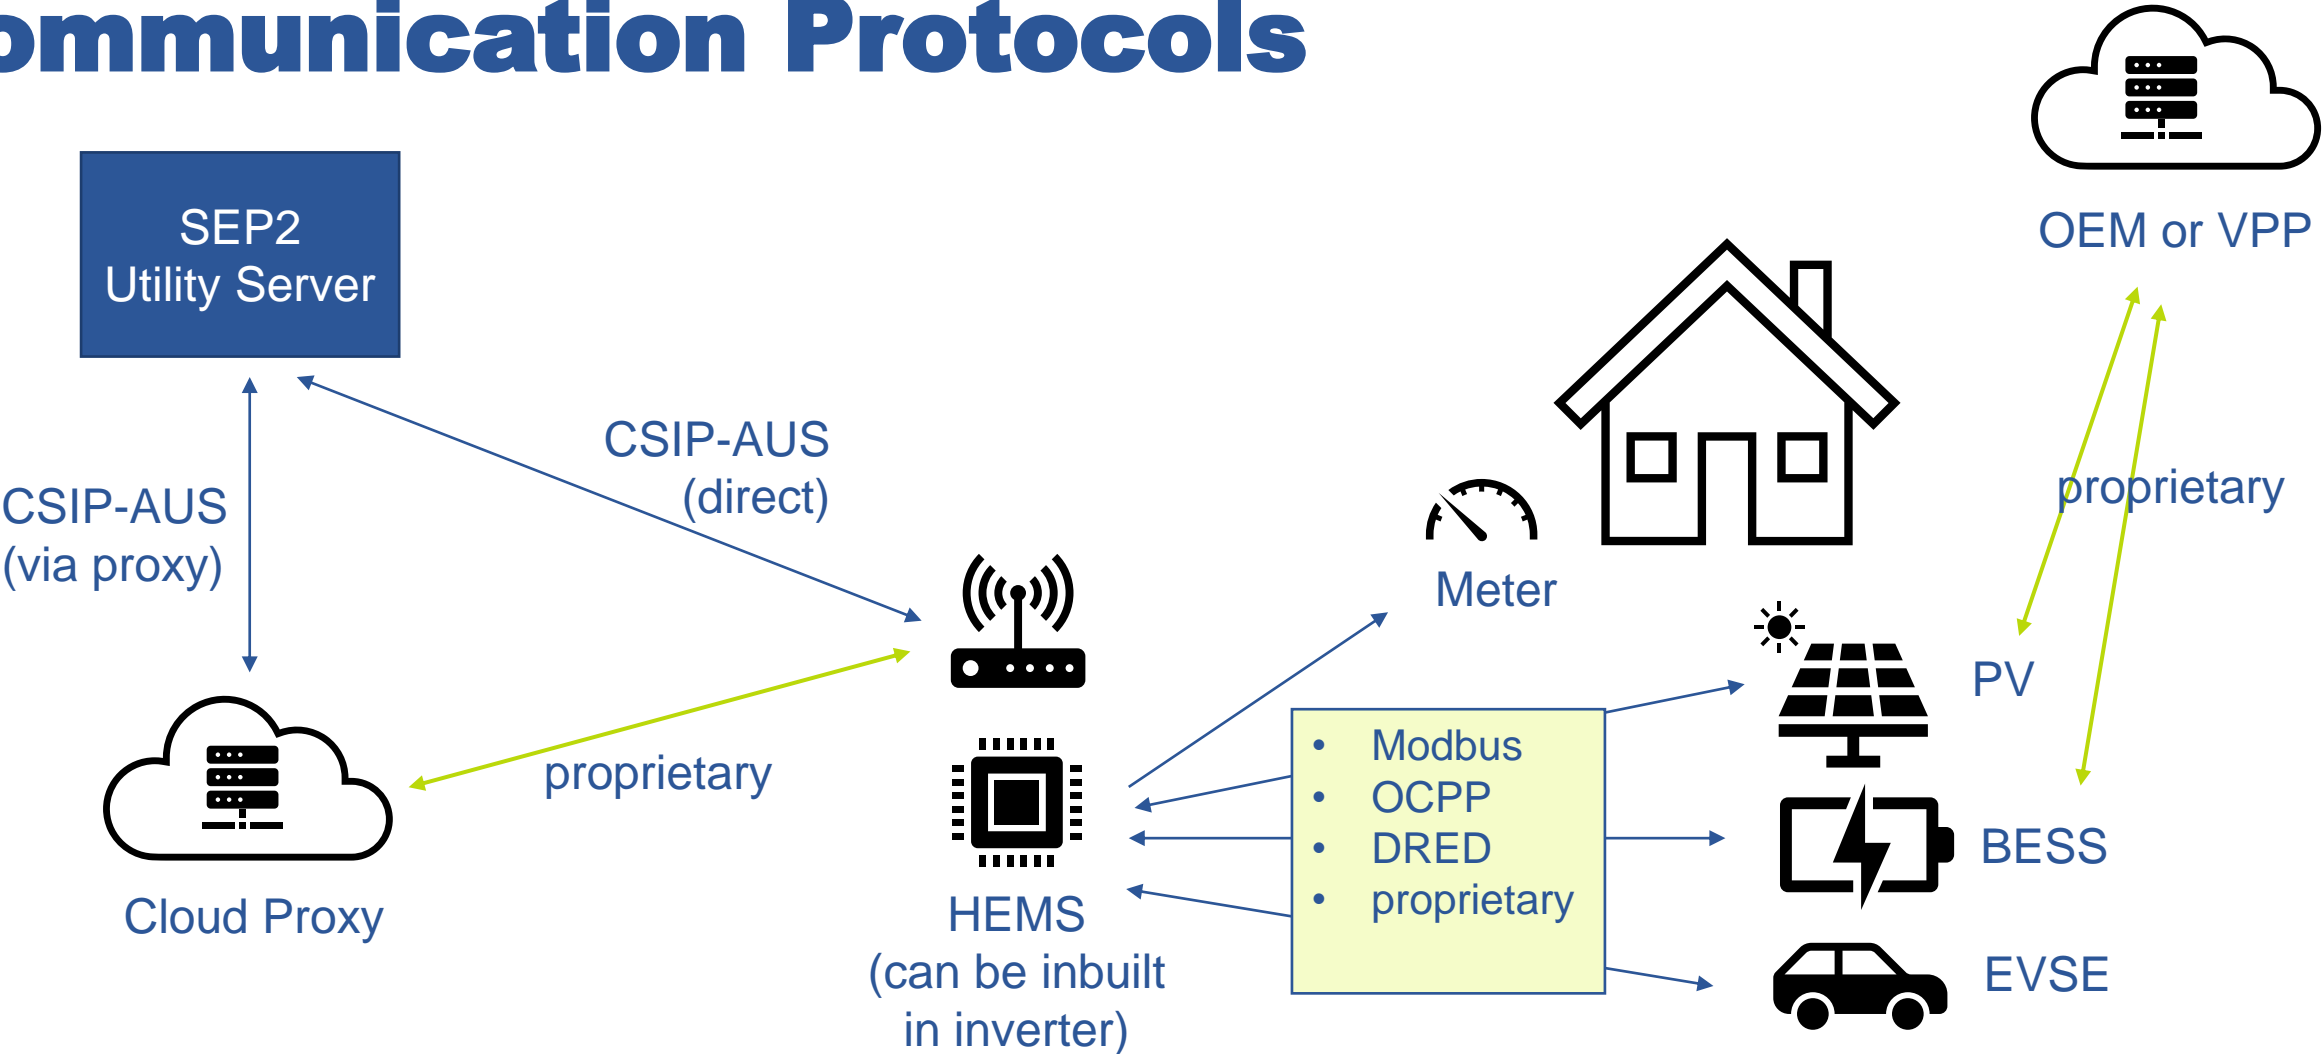 ommunication Protocols
OEM or VPP
SEP2
Utility Server
CSIP-AUS
(direct)
CSIP-AUS
(via proxy)
proprietary
Meter
PV
proprietary
• Modbus
• OCPP
• DRED
• proprietary
BESS
Cloud Proxy
HEMS
(can be inbuilt
in inverter)
EVSE